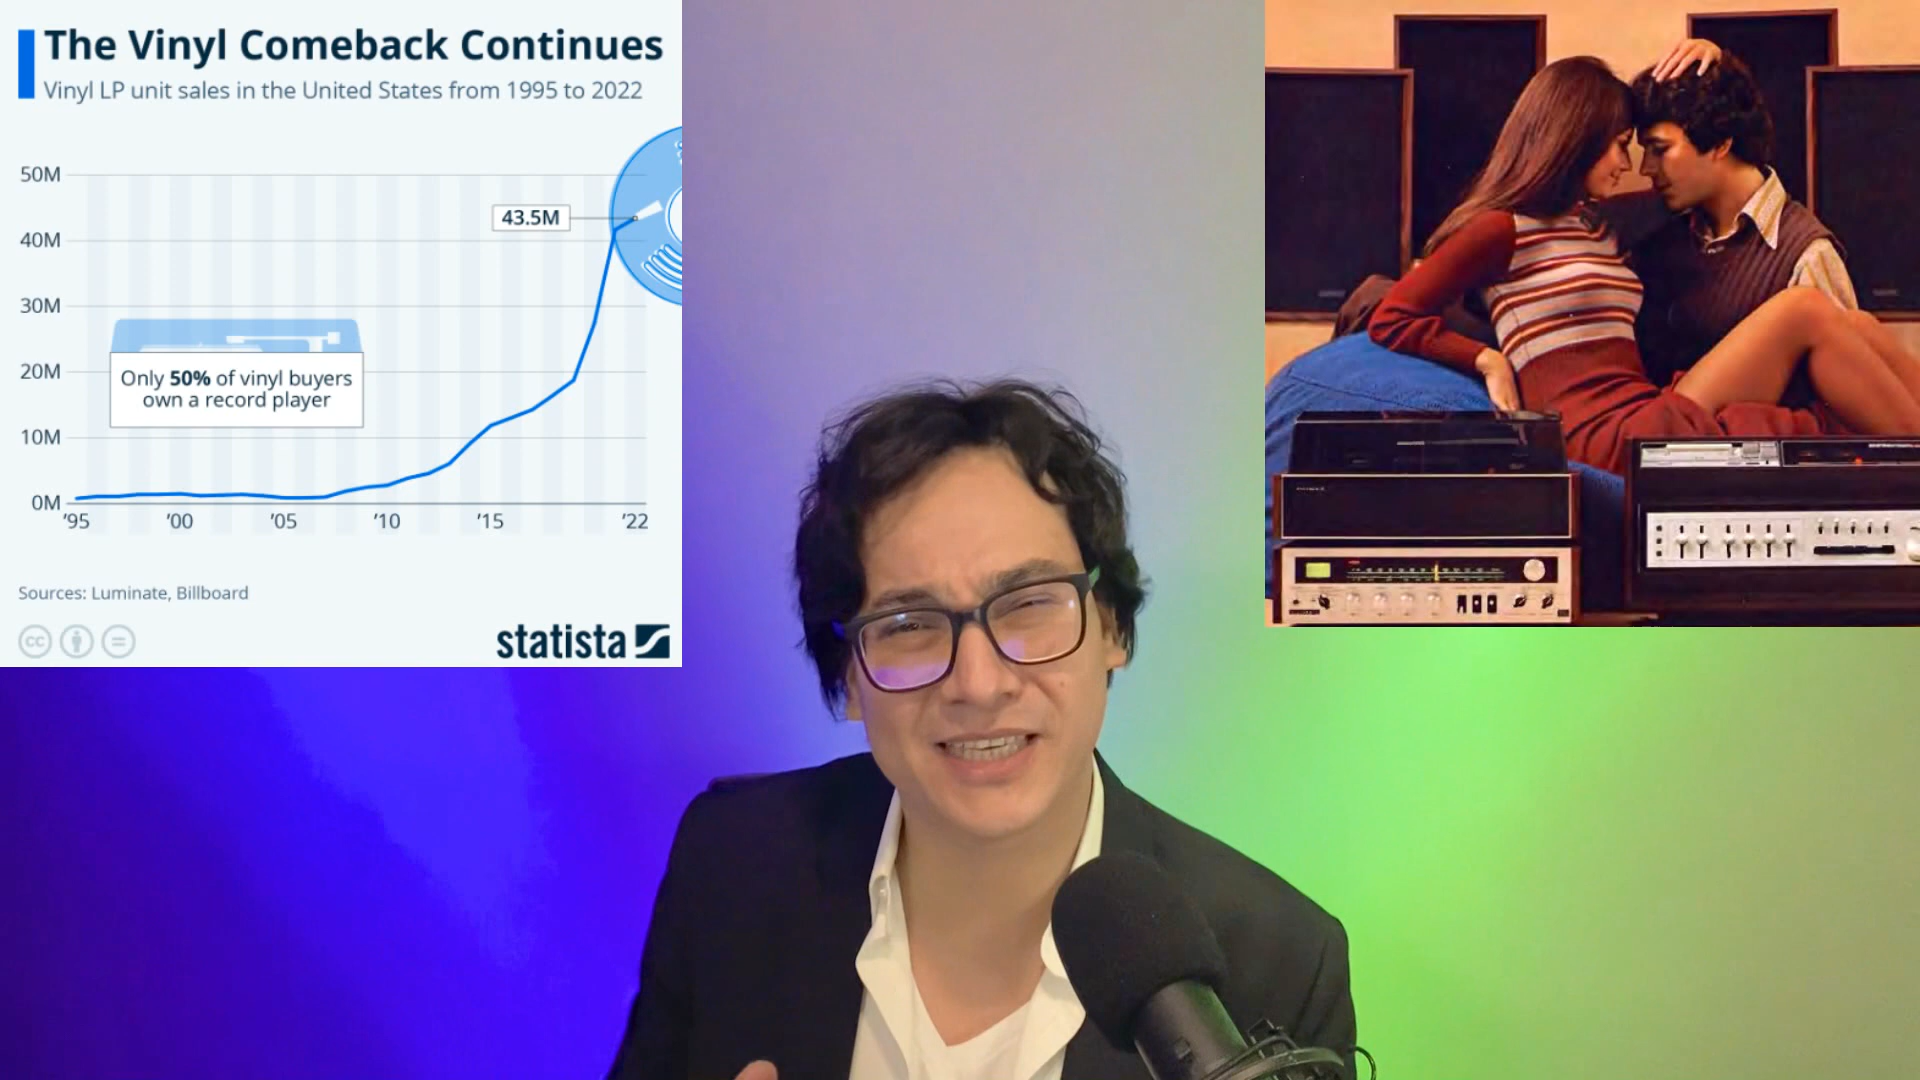 The Vinyl Comeback Continues
Vinyl LP unit sales in the United States from 1995 to 2022
50M
43.5M
40M
30M
20M
Only 50% of vinyl buyers
own a record player
10M
0M
'95
'00
'05
'10
'15
'22
Sources: Luminate, Billboard
cc
statista